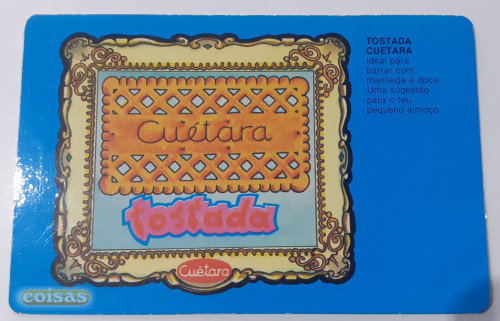 TOSTADA
CUETARA
Ideal para
barrar com
manteiga e doce.
Uma sugestão
para o teu
pequeno almoço.
Cuétara
tostada
Cuétara
coisas